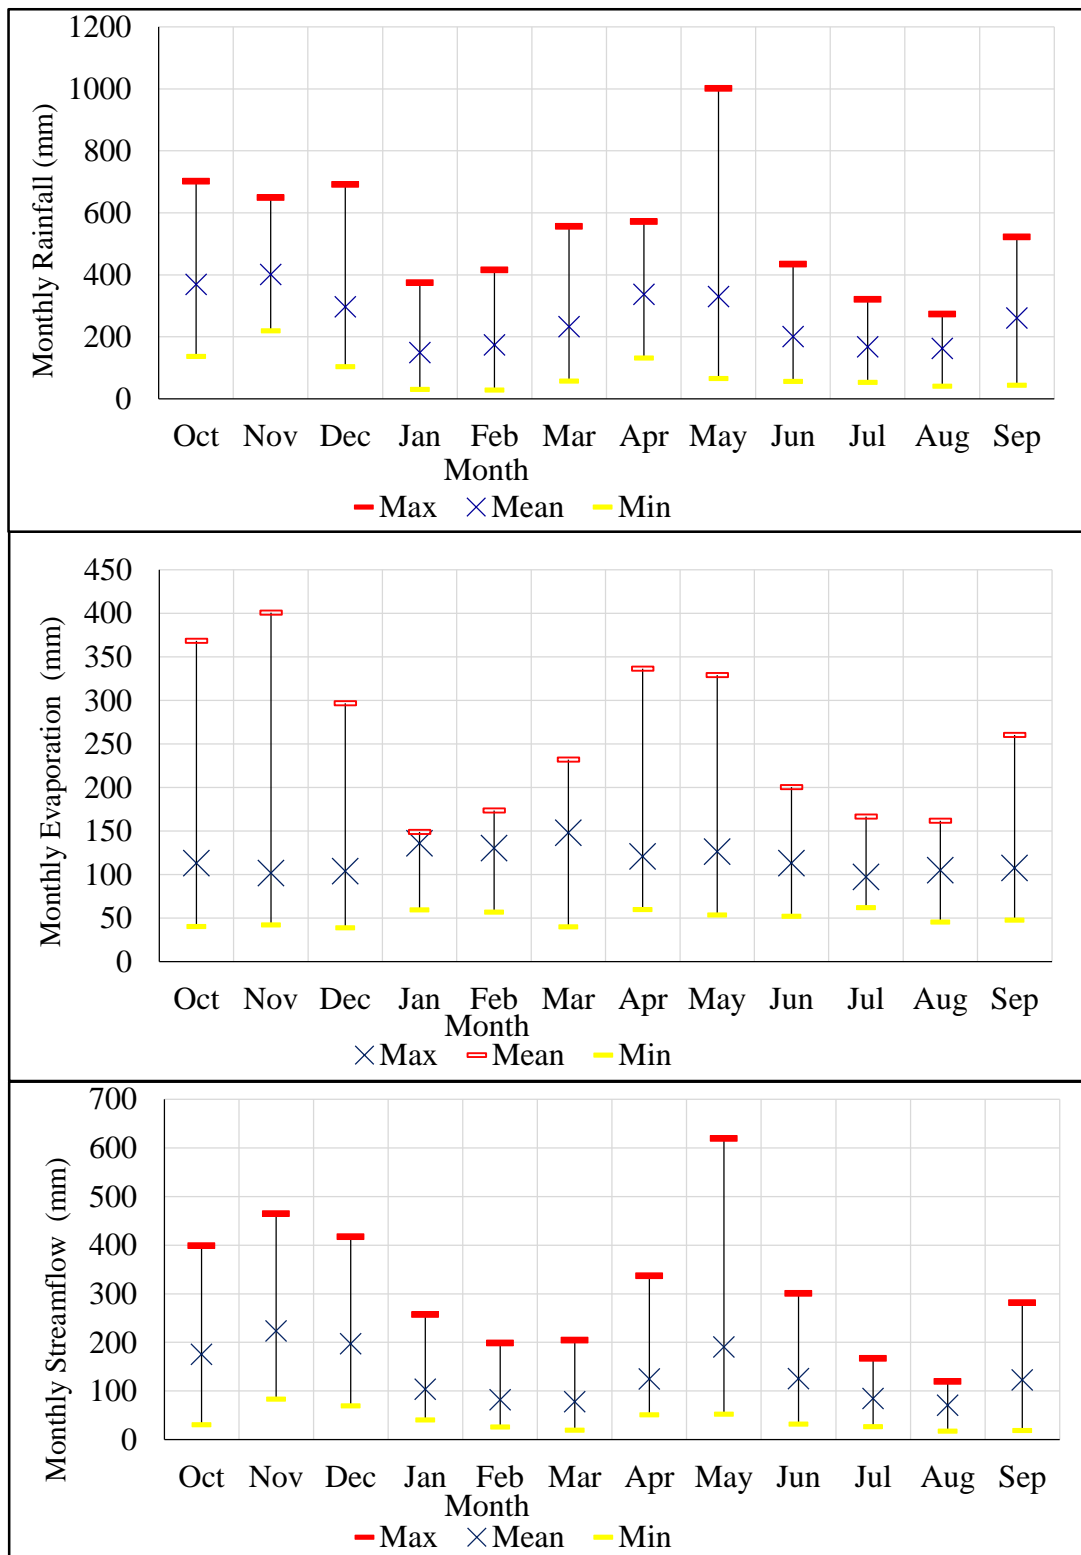 Monthly Rainfall (mm)
1200
1000
800
600
400
200
0
Oct Nov Dec Jan Feb Mar Apr May Jun Jul Aug Sep
Month
Max Mean Min
Monthly Evaporation (mm)
450
400
350
300
250
200
150
100
50
0
Oct Nov Dec Jan Feb Mar Apr May Jun Jul Aug Sep
Month
Max Mean Min
Monthly Streamflow (mm)
700
600
500
400
300
200
100
0
Oct Nov Dec Jan Feb Mar Apr May Jun Jul Aug Sep
Month
Max Mean Min